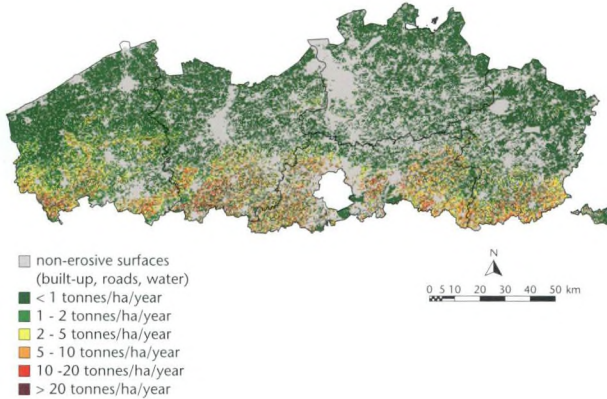 non-erosive surfaces
(built-up, roads, water)
< 1 tonnes/ha/year
1 - 2 tonnes/ha/year
2 - 5 tonnes/ha/year
5 - 10 tonnes/ha/year
10 -20 tonnes/ha/year
> 20 tonnes/ha/year
N
0 5 10 20 30 40 50 km